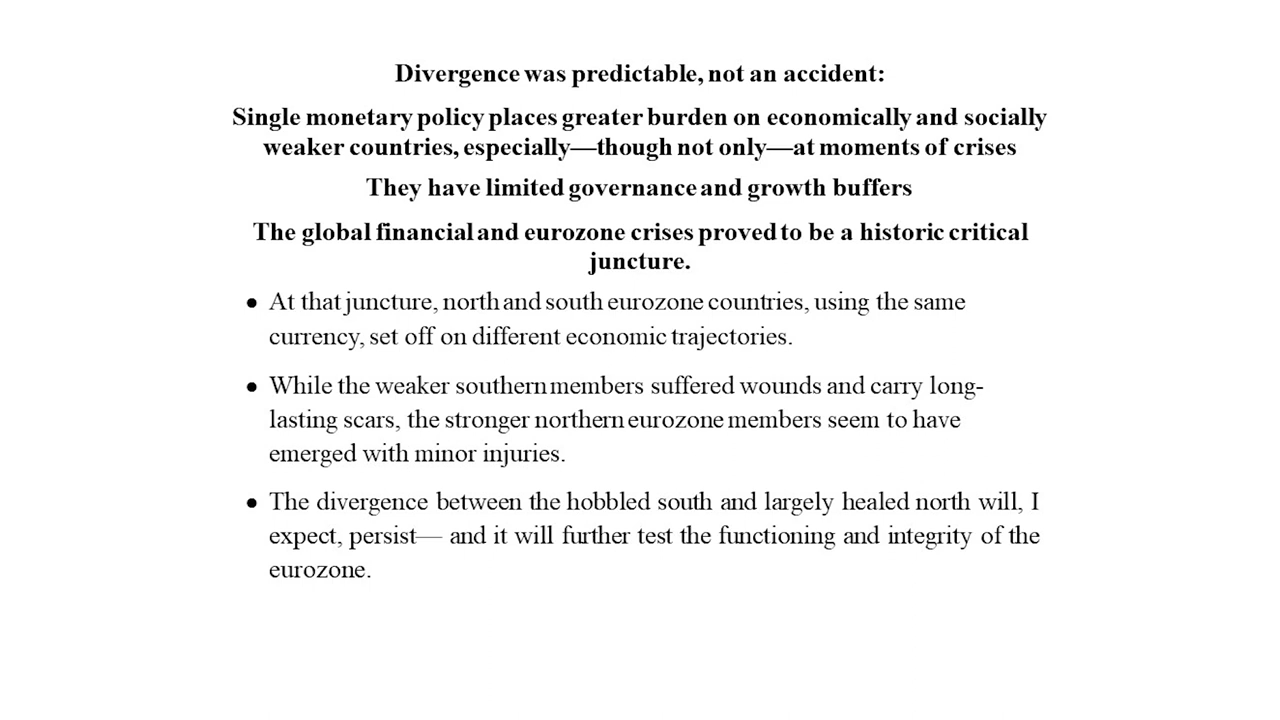 Divergence was predictable, not an accident:
Single monetary policy places greater burden on economically and socially
weaker countries, especially—though not only—at moments of crises
They have limited governance and growth buffers
The global financial and eurozone crises proved to be a historic critical
juncture.
• At that juncture, north and south eurozone countries, using the same
currency, set off on different economic trajectories.
• While the weaker southern members suffered wounds and carry long-
lasting scars, the stronger northern eurozone members seem to have
emerged with minor injuries.
• The divergence between the hobbled south and largely healed north will, I
expect, persist— and it will further test the functioning and integrity of the
eurozone.